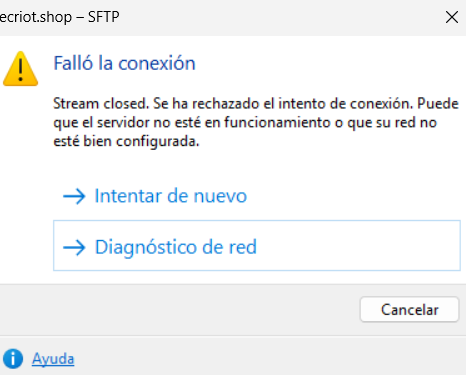 ecriot.shop – SFTP
Falló la conexión
Stream closed. Se ha rechazado el intento de conexión. Puede
que el servidor no esté en funcionamiento o que su red no
esté bien configurada.
Intentar de nuevo
Diagnóstico de red
Cancelar
Ayuda